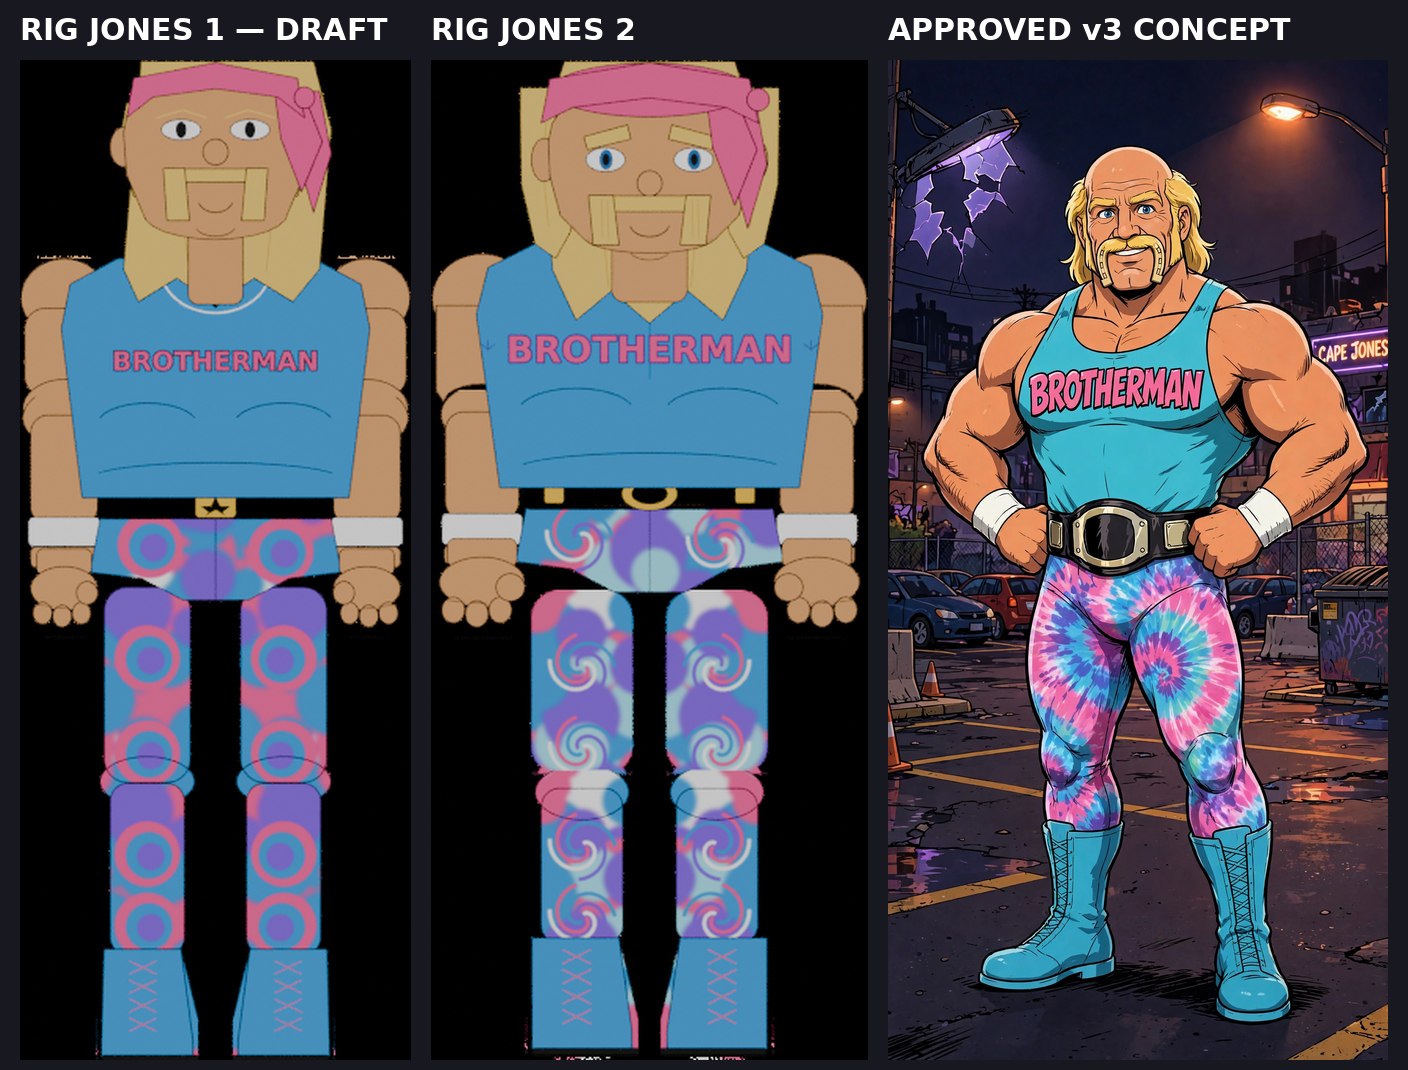 RIG JONES 1 — DRAFT
RIG JONES 2
APPROVED v3 CONCEPT
BROTHERMAN
BROTHERMAN
BROTHERMAN
CAPE JONES